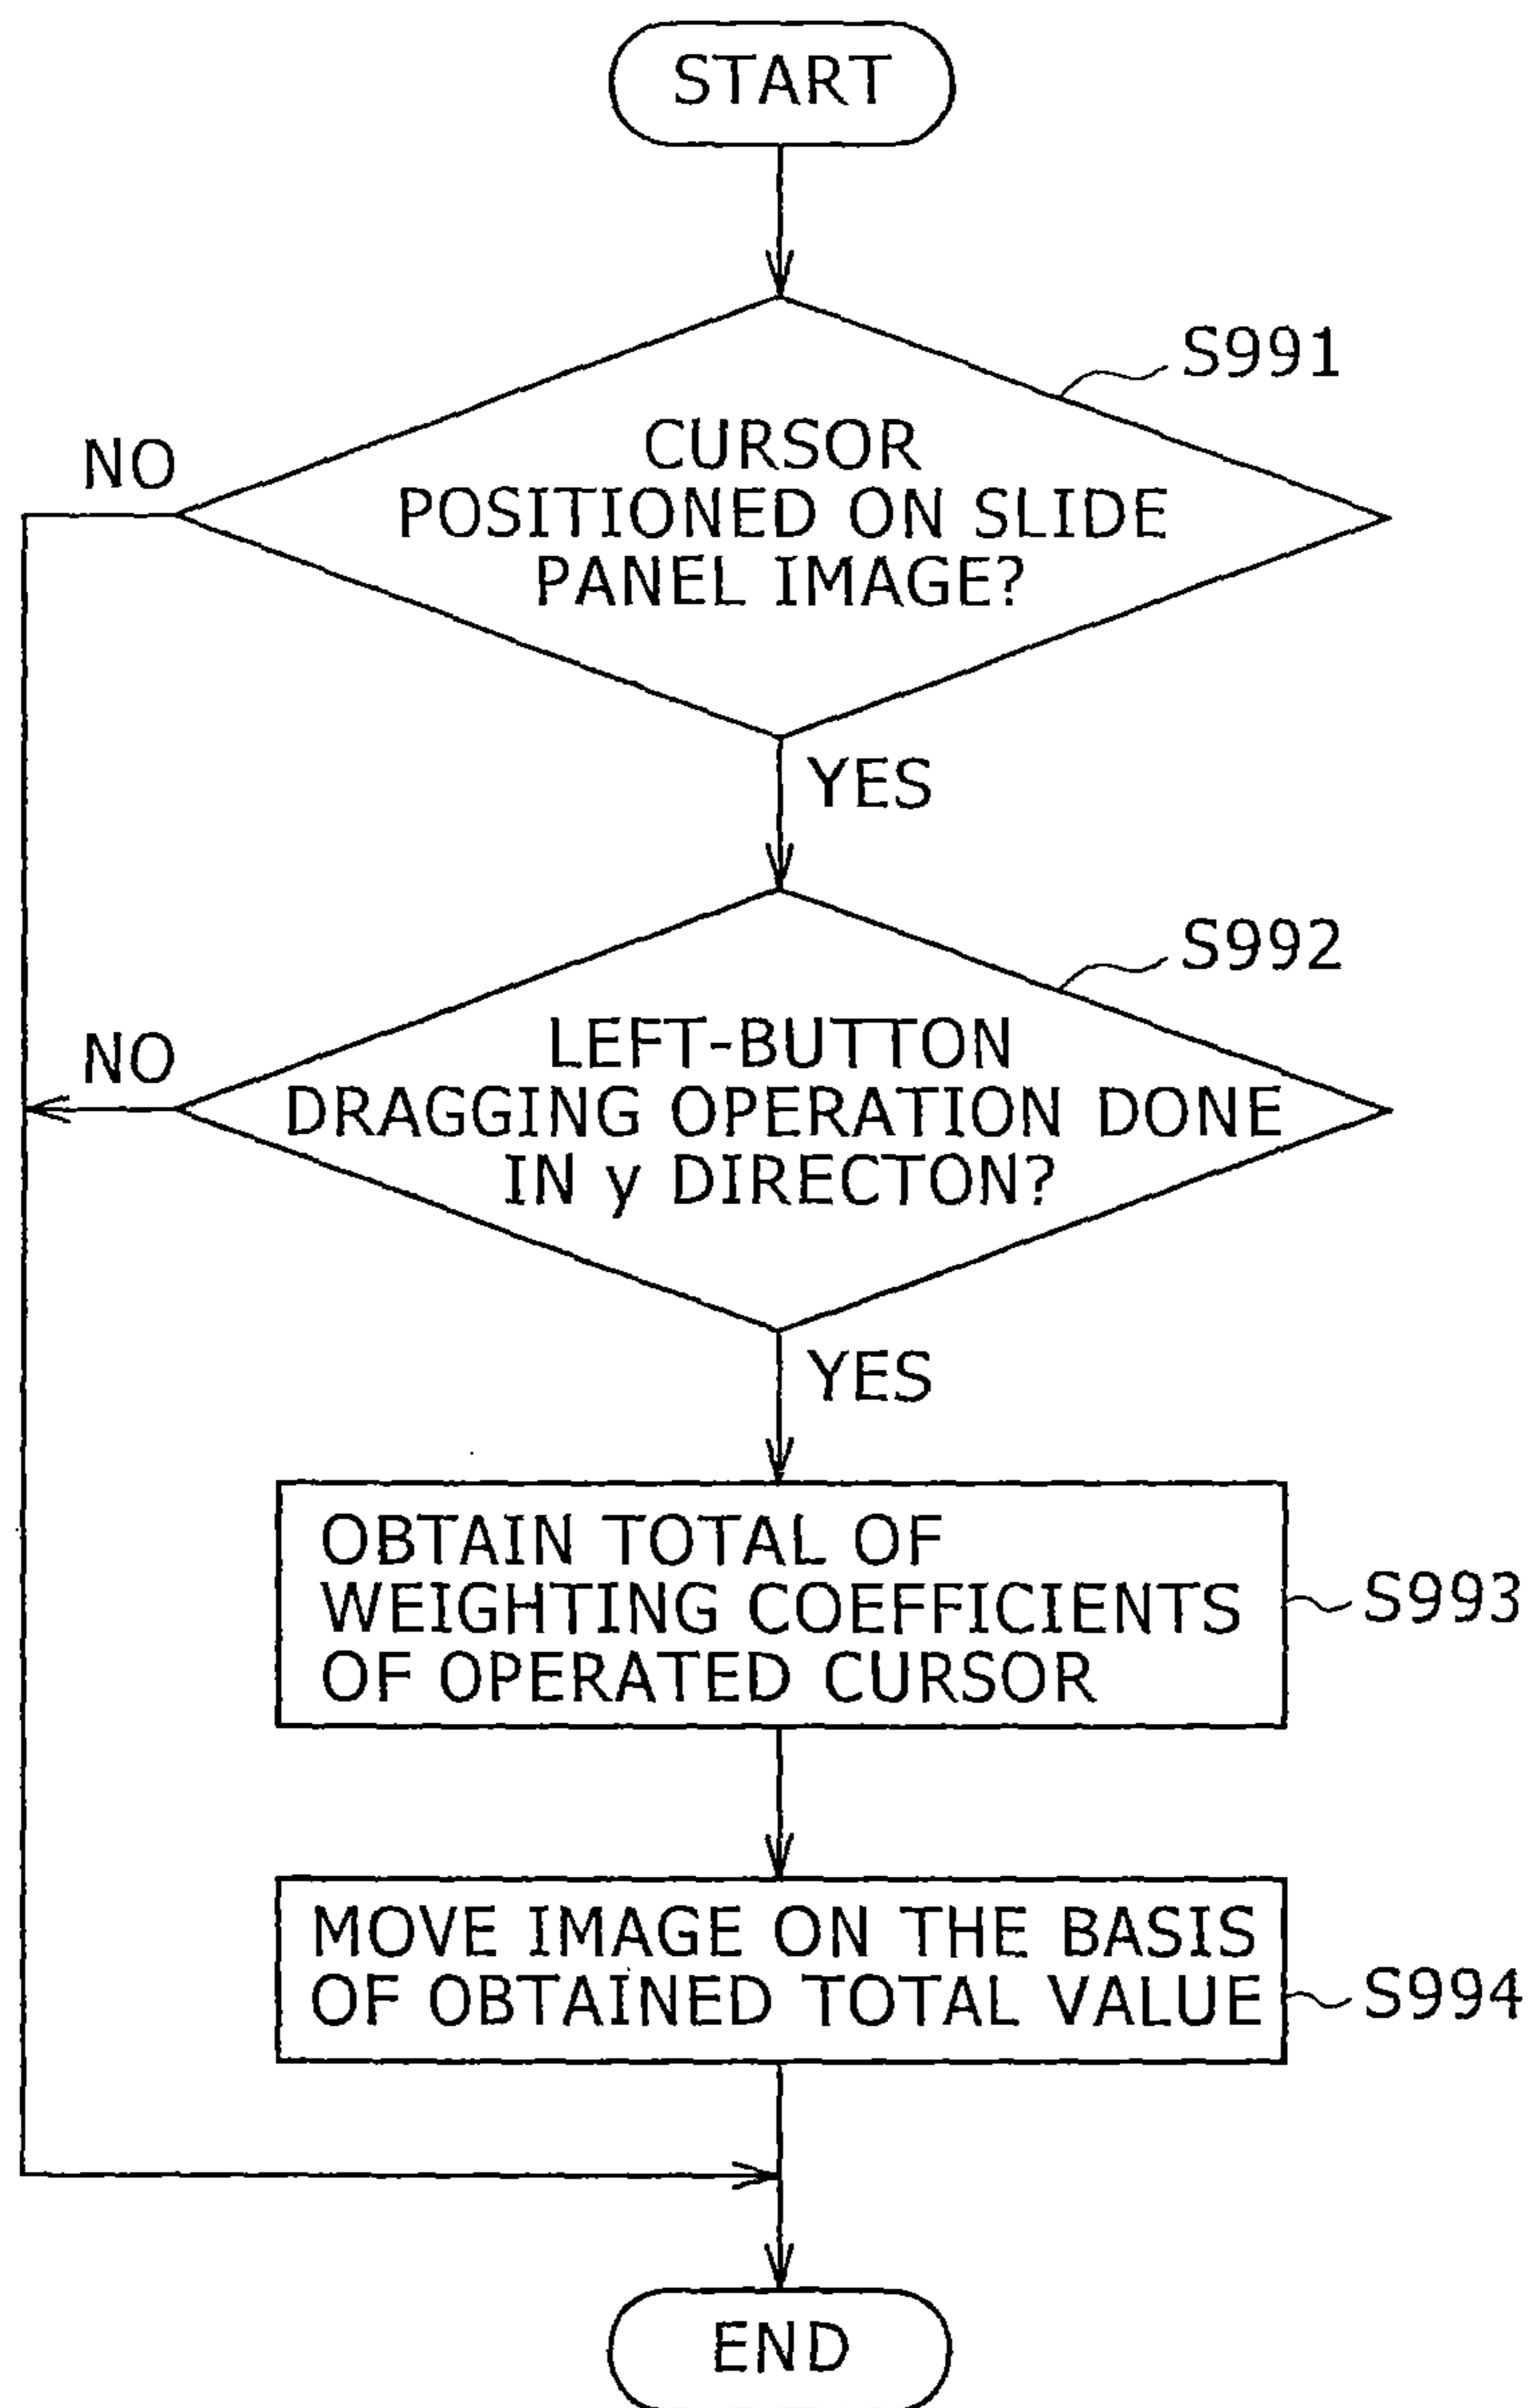 START
S991
CURSOR
POSITIONED ON SLIDE
PANEL IMAGE?
NO
YES
S992
LEFT-BUTTON
DRAGGING OPERATION DONE
IN y DIRECTON?
NO
YES
OBTAIN TOTAL OF
WEIGHTING COEFFICIENTS
OF OPERATED CURSOR
S993
MOVE IMAGE ON THE BASIS
OF OBTAINED TOTAL VALUE
S994
END